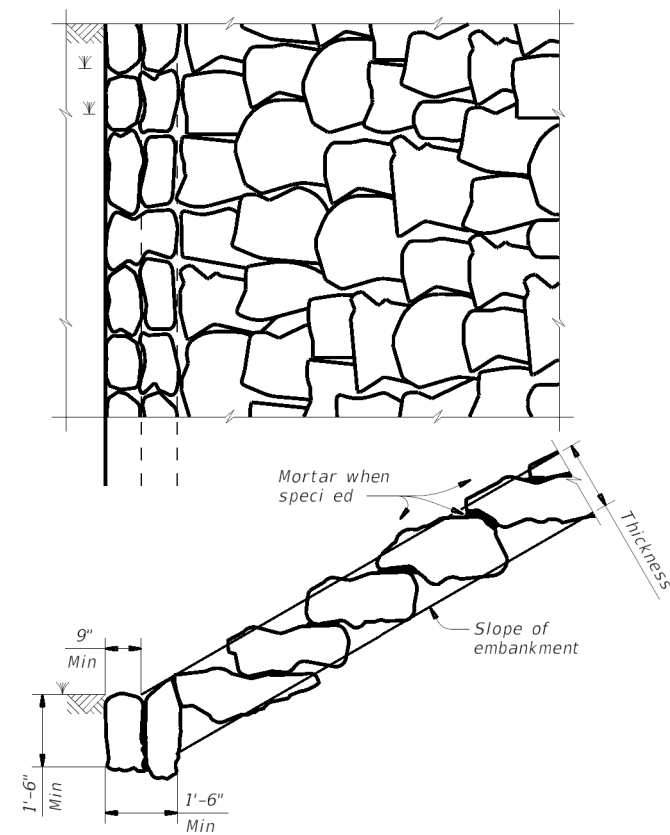 Mortar when
speci ed
Thickness
Slope of
embankment
9"
Min
1'-6"
Min
1'-6"
Min